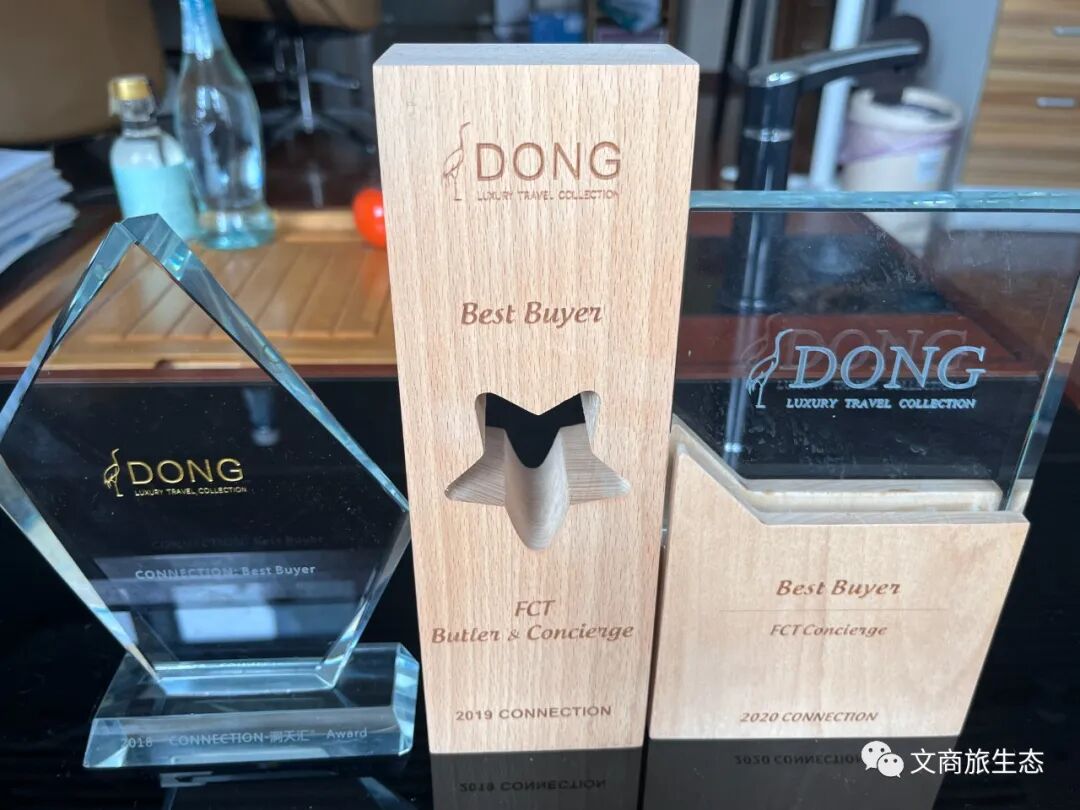 DONG
LUXURY TRAVEL COLLECTION
CONNECTION: Best Buyer
2018 CONNECTION-洞天汇® Award
DONG
LUXURY TRAVEL COLLECTION
Best Buyer
FCT
Butler & Concierge
2019 CONNECTION
DONG
LUXURY TRAVEL COLLECTION
Best Buyer
FCT Concierge
2020 CONNECTION
文商旅生态